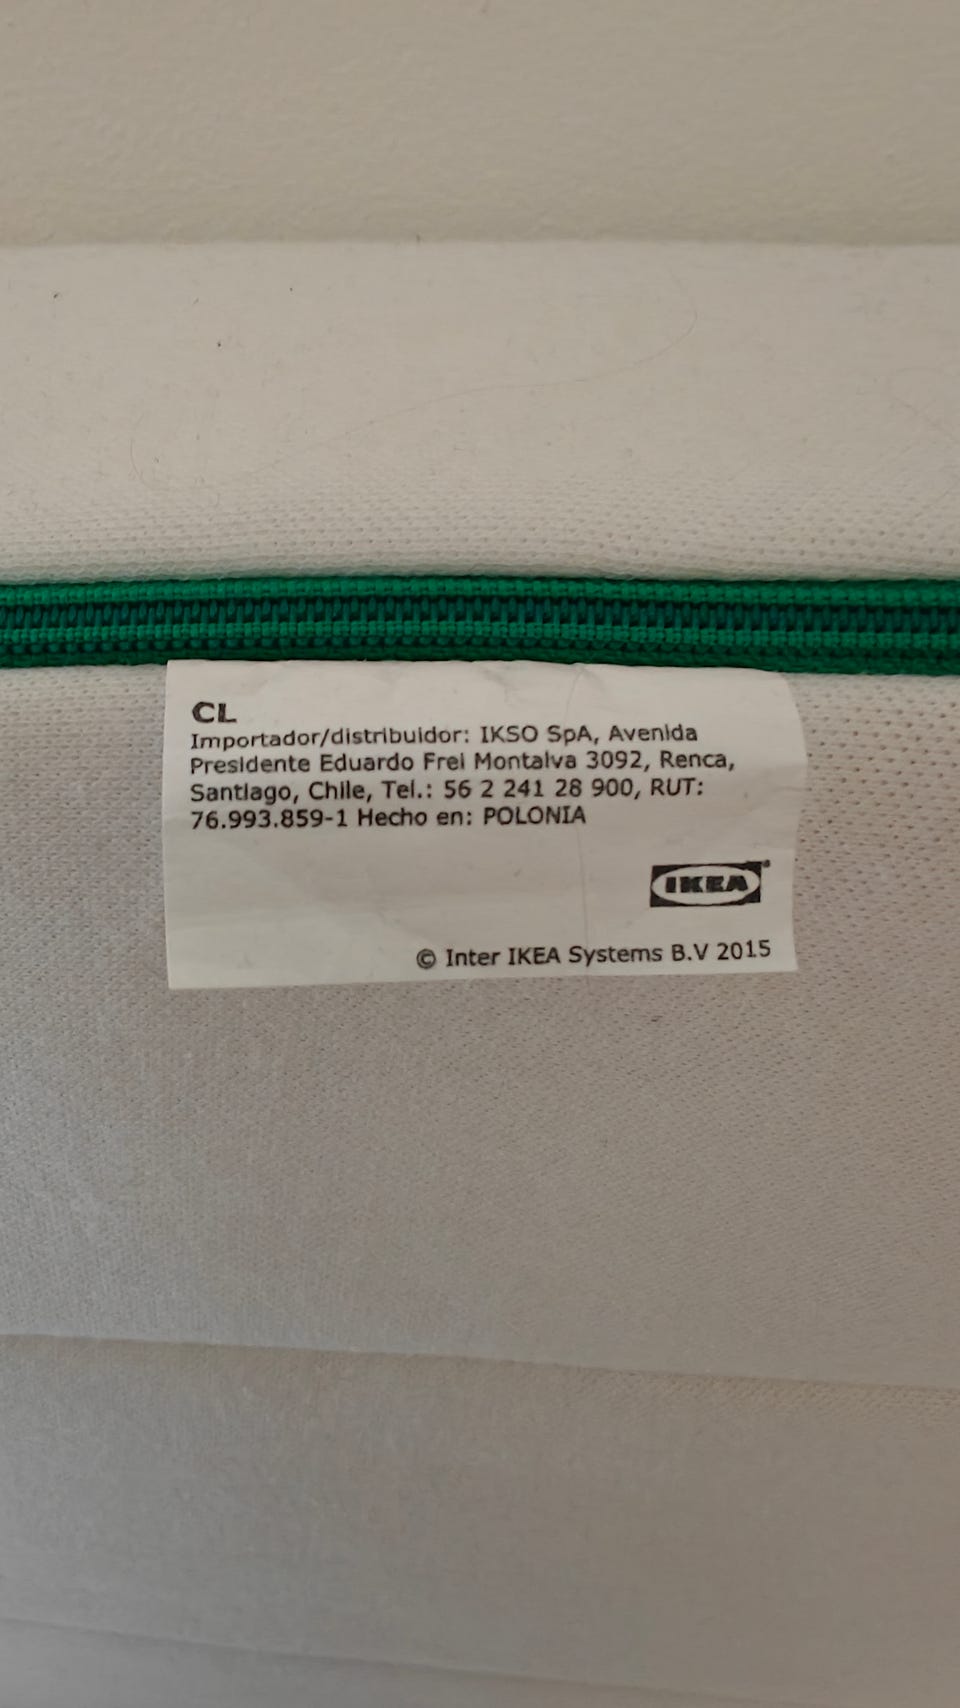 CL
Importador/distribuidor: IKSO SpA, Avenida
Presidente Eduardo Frei Montalva 3092, Renca,
Santiago, Chile, Tel.: 56 2 241 28 900, RUT:
76.993.859-1 Hecho en: POLONIA
IKEA
© Inter IKEA Systems B.V 2015